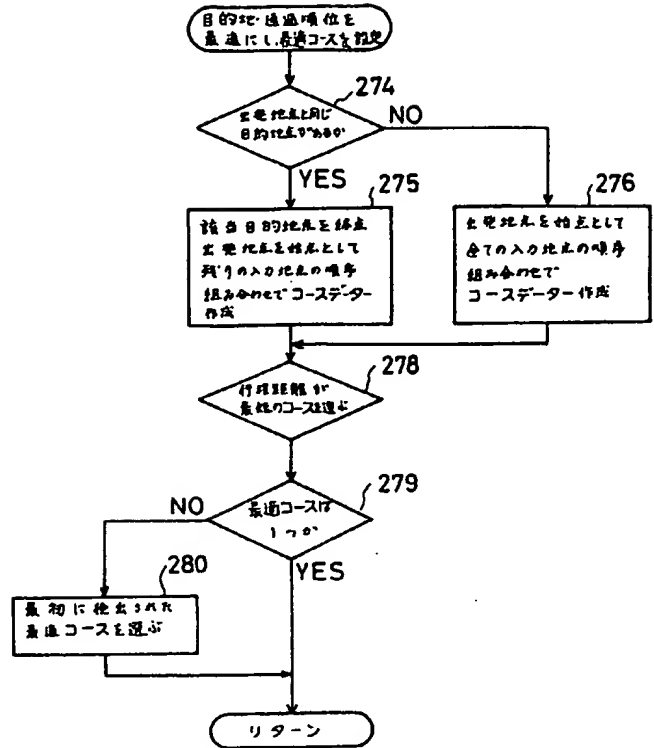 目的地・通過順位を
最適にし、最適コースを設定
274
出発地点と同じ
目的地点があるか
NO
YES
275
該当目的地点を終点
出発地点を始点として
残りの入力地点の順序
組み合わせでコースデーター
作成
276
出発地点を始点として
全ての入力地点の順序
組み合わせで
コースデーター作成
278
行程距離が
最短のコースを選ぶ
279
最適コースは
1つか
NO
YES
280
最初に検出された
最適コースを選ぶ
リターン